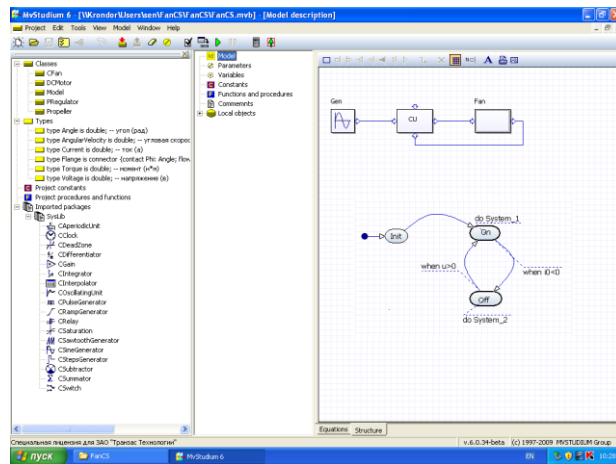 MvStudium 6 - [\\Krondor\Users\sen\FanCS\FanCS\FanCS.mvb] - [Model description]
Project Edit Tools View Model Window Help
Classes
CFan
DCMotor
Model
PRegulator
Propeller
Types
type Angle is double; -- угол (рад)
type AngularVelocity is double; -- угловая скорос
type Current is double; -- ток (а)
type Flange is connector {contact Phi: Angle; flow
type Torque is double; -- момент (н*м)
type Voltage is double; -- напряжение (в)
Project constants
Project procedures and functions
Imported packages
SysLib
CAperiodicUnit
CClock
CDeadZone
CDifferentiator
CGain
CIntegrator
CInterpolator
COscillatingUnit
CPulseGenerator
CRampGenerator
CRelay
CSaturation
CSawtoothGenerator
CSineGenerator
CStepsGenerator
CSubtractor
CSummator
CSwitch
Model
Parameters
Variables
Constants
Functions and procedures
Commemnts
Local objects
Gen
Fan
CU
do System_1
Init
On
when u>0
when i0<0
Off
do System_2
Equations Structure
Специальная лицензия для ЗАО "Транзас Технологии"
v.6.0.34-beta (c) 1997-2009 MVSTUDIUM Group
пуск
FanCS
MvStudium 6
EN